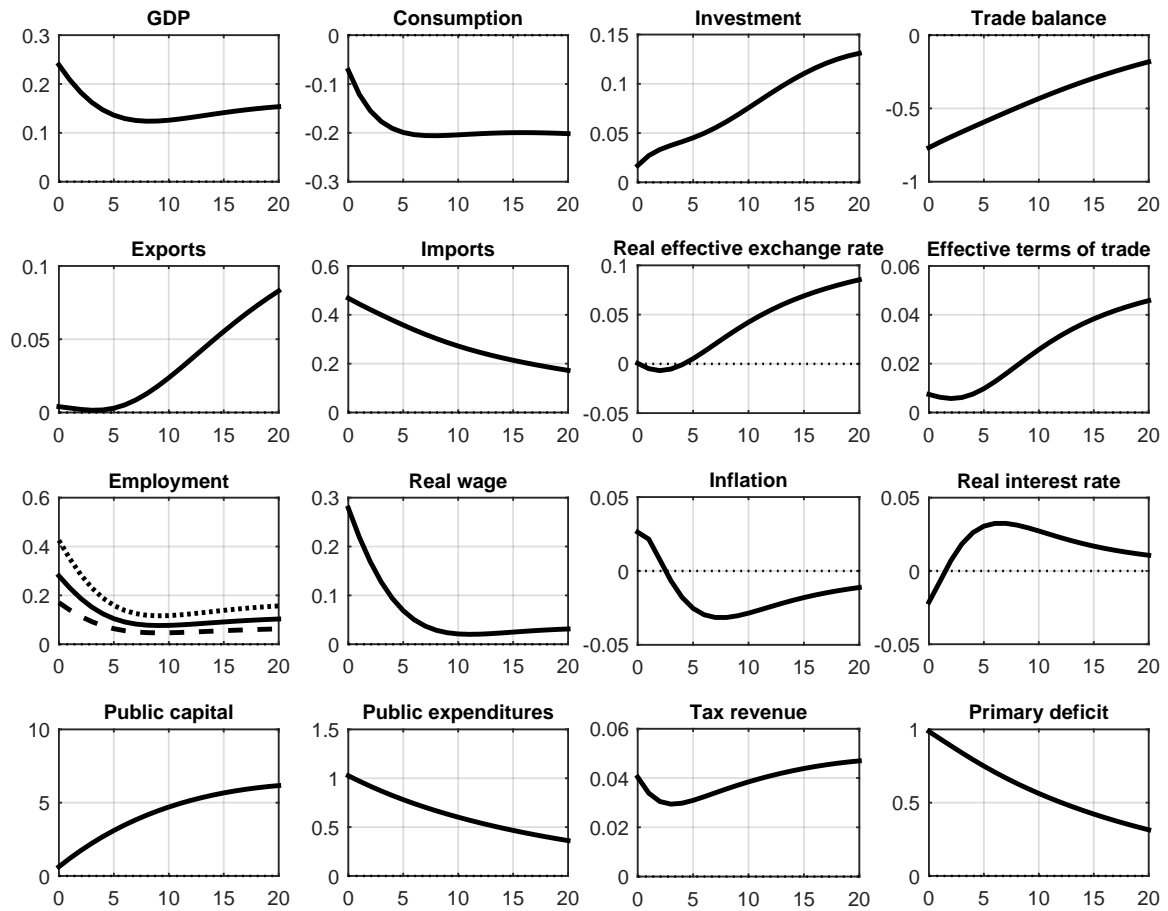 GDP
0.3
0.2
0.1
0
0 5 10 15 20
Consumption
0
-0.1
-0.2
-0.3
0 5 10 15 20
Investment
0.15
0.1
0.05
0
0 5 10 15 20
Trade balance
0
-0.5
-1
0 5 10 15 20
Exports
0.1
0.05
0
0 5 10 15 20
Imports
0.6
0.4
0.2
0
0 5 10 15 20
Real effective exchange rate
0.1
0.05
0
-0.05
0 5 10 15 20
Effective terms of trade
0.06
0.04
0.02
0
0 5 10 15 20
Employment
0.6
0.4
0.2
0
0 5 10 15 20
Real wage
0.3
0.2
0.1
0
0 5 10 15 20
Inflation
0.05
0
-0.05
0 5 10 15 20
Real interest rate
0.05
0
-0.05
0 5 10 15 20
Public capital
10
5
0
0 5 10 15 20
Public expenditures
1.5
1
0.5
0
0 5 10 15 20
Tax revenue
0.06
0.04
0.02
0
0 5 10 15 20
Primary deficit
1
0.5
0
0 5 10 15 20